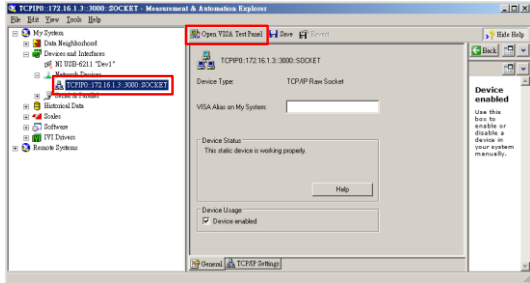 TCPIP0::172.16.1.3::3000::SOCKET - Measurement & Automation Explorer
File Edit View Tools Help
My System
Data Neighborhood
Devices and Interfaces
NI USB-6211 "Dev1"
Network Devices
TCPIP0::172.16.1.3::3000::SOCKET
Serial & Parallel
Historical Data
Scales
Software
IVI Drivers
Remote Systems
Open VISA Test Panel Save Revert
TCPIP0::172.16.1.3::3000::SOCKET
Device Type: TCP/IP Raw Socket
VISA Alias on My System:
Device Status
This static device is working properly.
Help
Device Usage
Device enabled
General TCP/IP Settings
Hide Help
Back
Device
enabled
Use this
box to
enable or
disable a
device in
your system
manually.